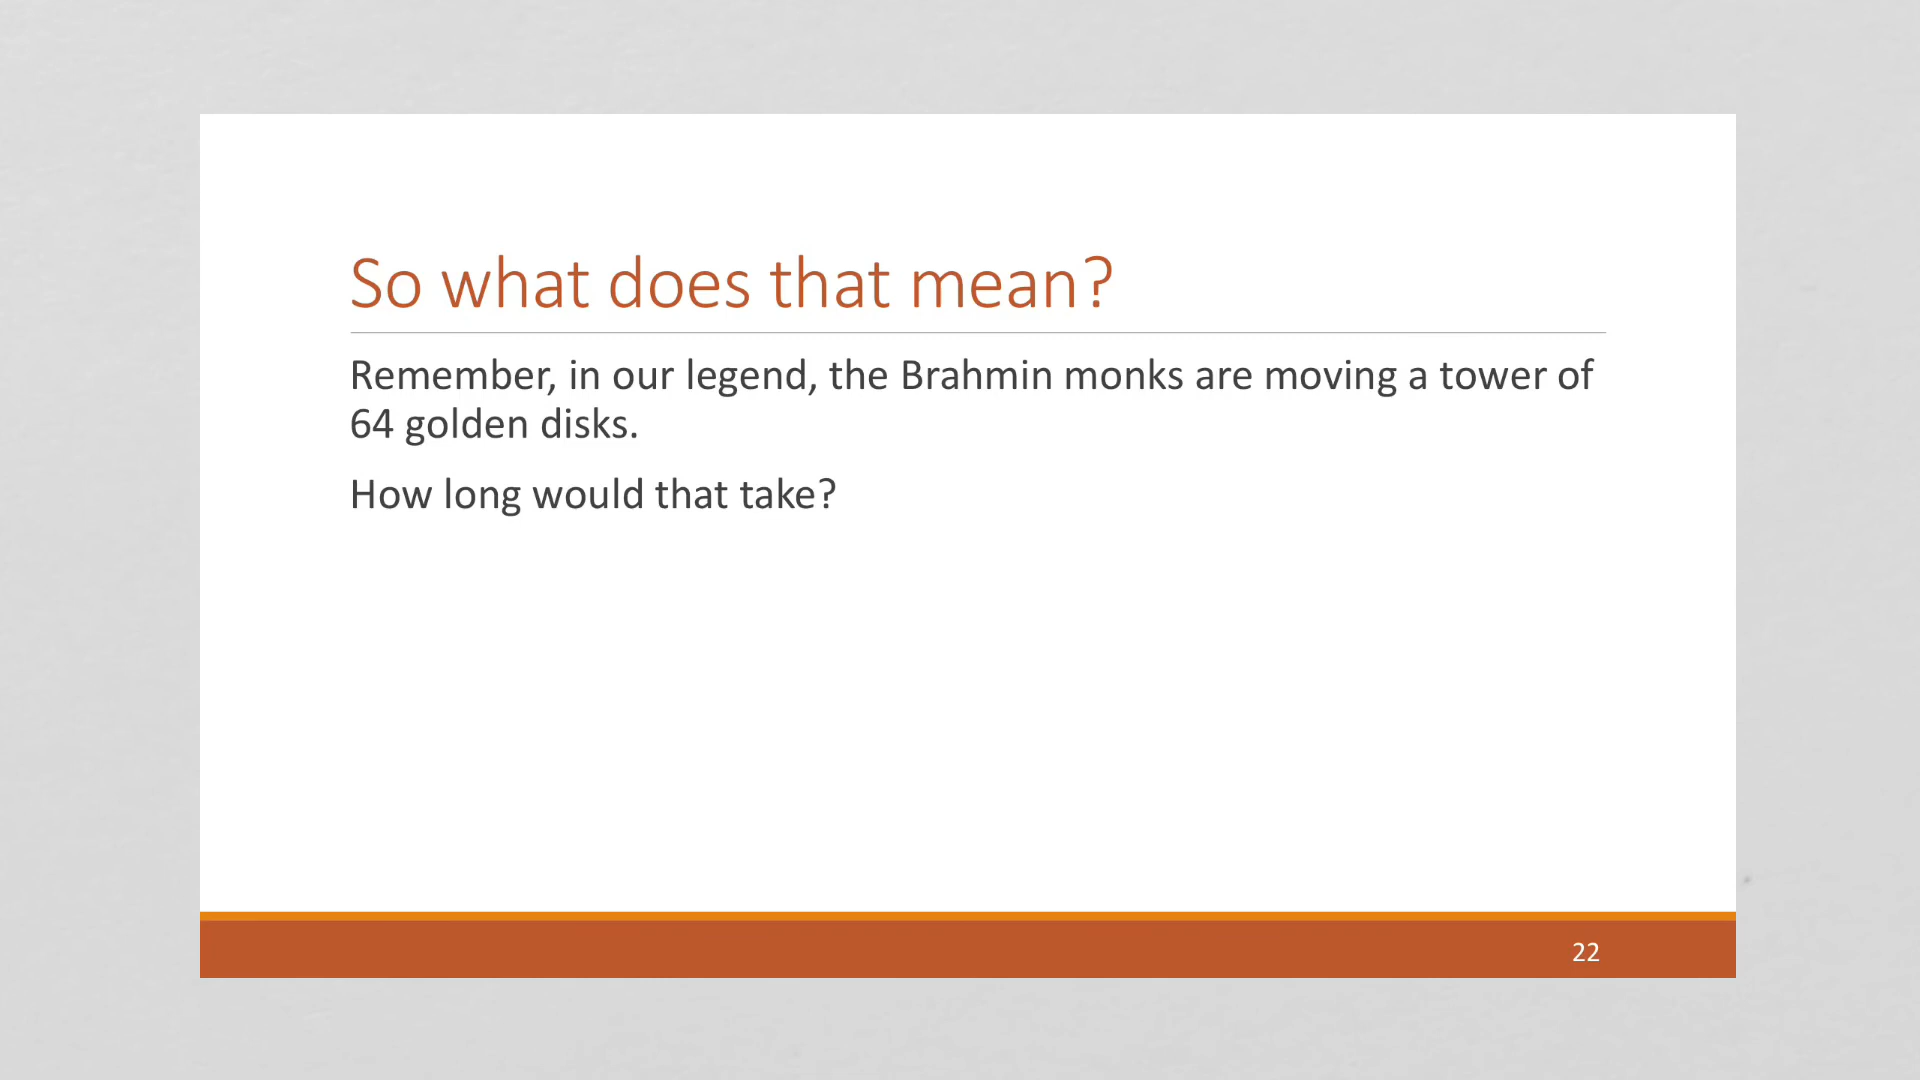 So what does that mean?
Remember, in our legend, the Brahmin monks are moving a tower of
64 golden disks.
How long would that take?
22